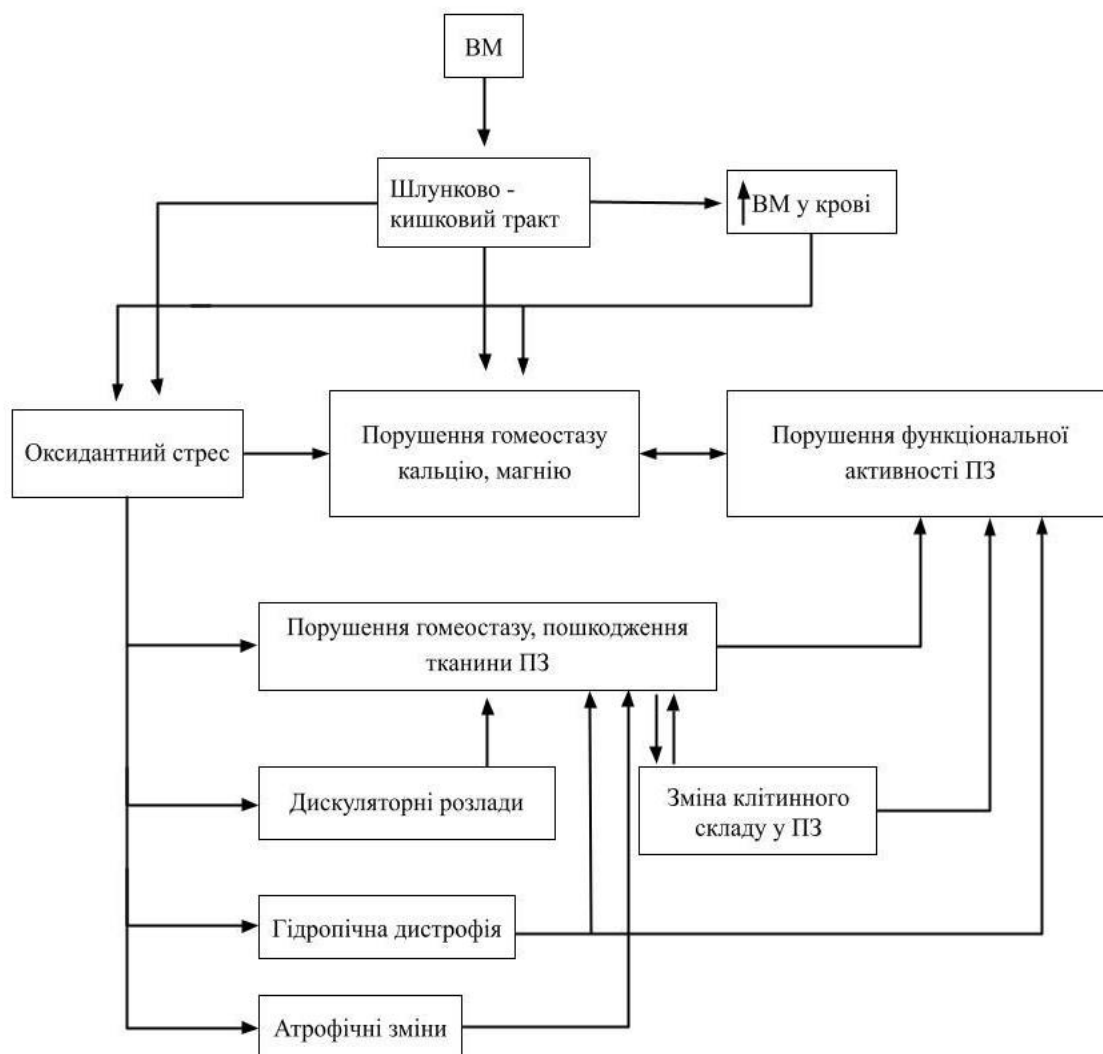 ВМ
Шлунково -
кишковий тракт
ВМ у крові
Оксидантний стрес
Порушення гомеостазу
кальцію, магнію
Порушення функціональної
активності ПЗ
Порушення гомеостазу, пошкодження
тканини ПЗ
Дискуляторні розлади
Зміна клітинного
складу у ПЗ
Гідропічна дистрофія
Атрофічні зміни